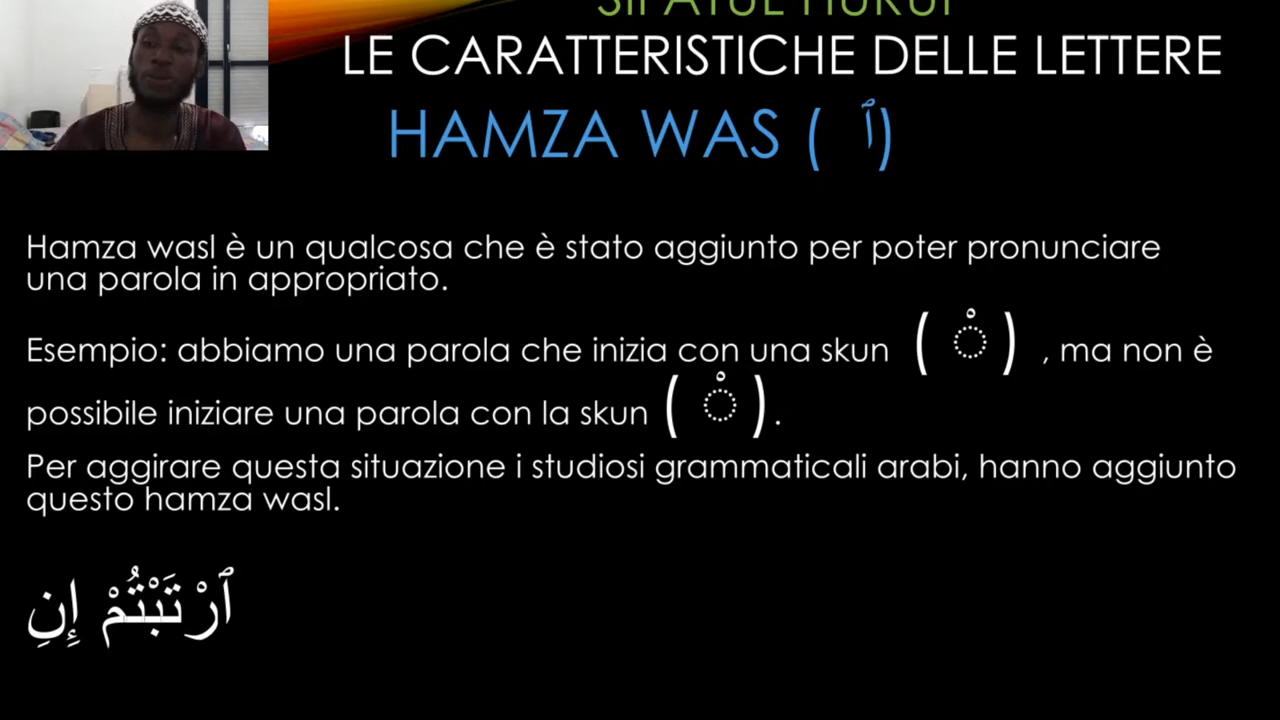 SIFATUL HURUF
LE CARATTERISTICHE DELLE LETTERE
HAMZA WAS ( ٱ)
Hamza wasl è un qualcosa che è stato aggiunto per poter pronunciare
una parola in appropriato.
Esempio: abbiamo una parola che inizia con una skun ( ْ ) , ma non è
possibile iniziare una parola con la skun ( ْ ).
Per aggirare questa situazione i studiosi grammaticali arabi, hanno aggiunto
questo hamza wasl.
ٱرْتَبْتُمْ إِنِ